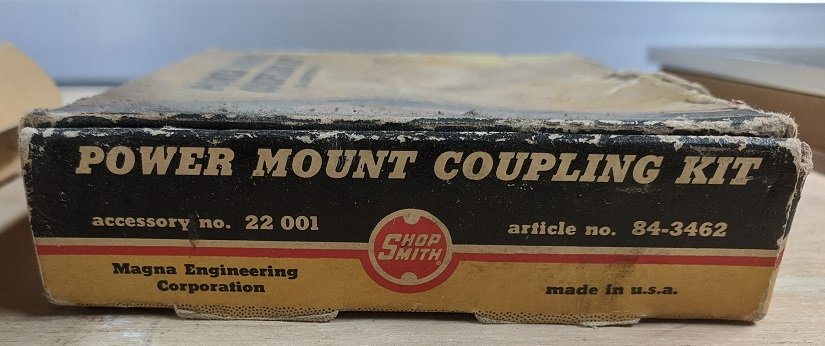 POWER MOUNT COUPLING KIT
accessory no. 22 001
article no. 84-3462
SHOP
SMITH
®
Magna Engineering
Corporation
made in u.s.a.